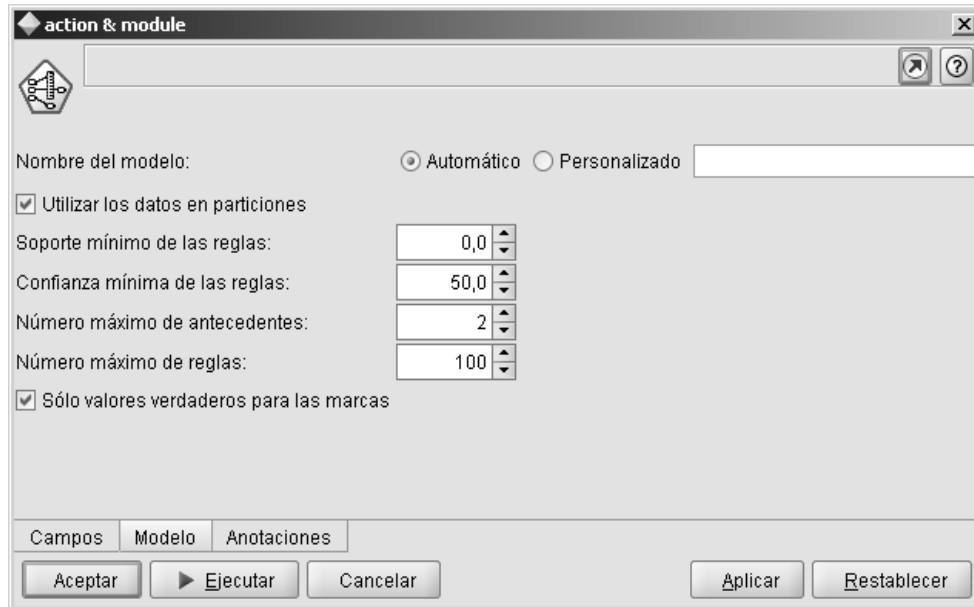 action & module
Nombre del modelo: Automático Personalizado
Utilizar los datos en particiones
Soporte mínimo de las reglas: 0,0
Confianza mínima de las reglas: 50,0
Número máximo de antecedentes: 2
Número máximo de reglas: 100
Sólo valores verdaderos para las marcas
Campos Modelo Anotaciones
Aceptar Ejecutar Cancelar Aplicar Restablecer